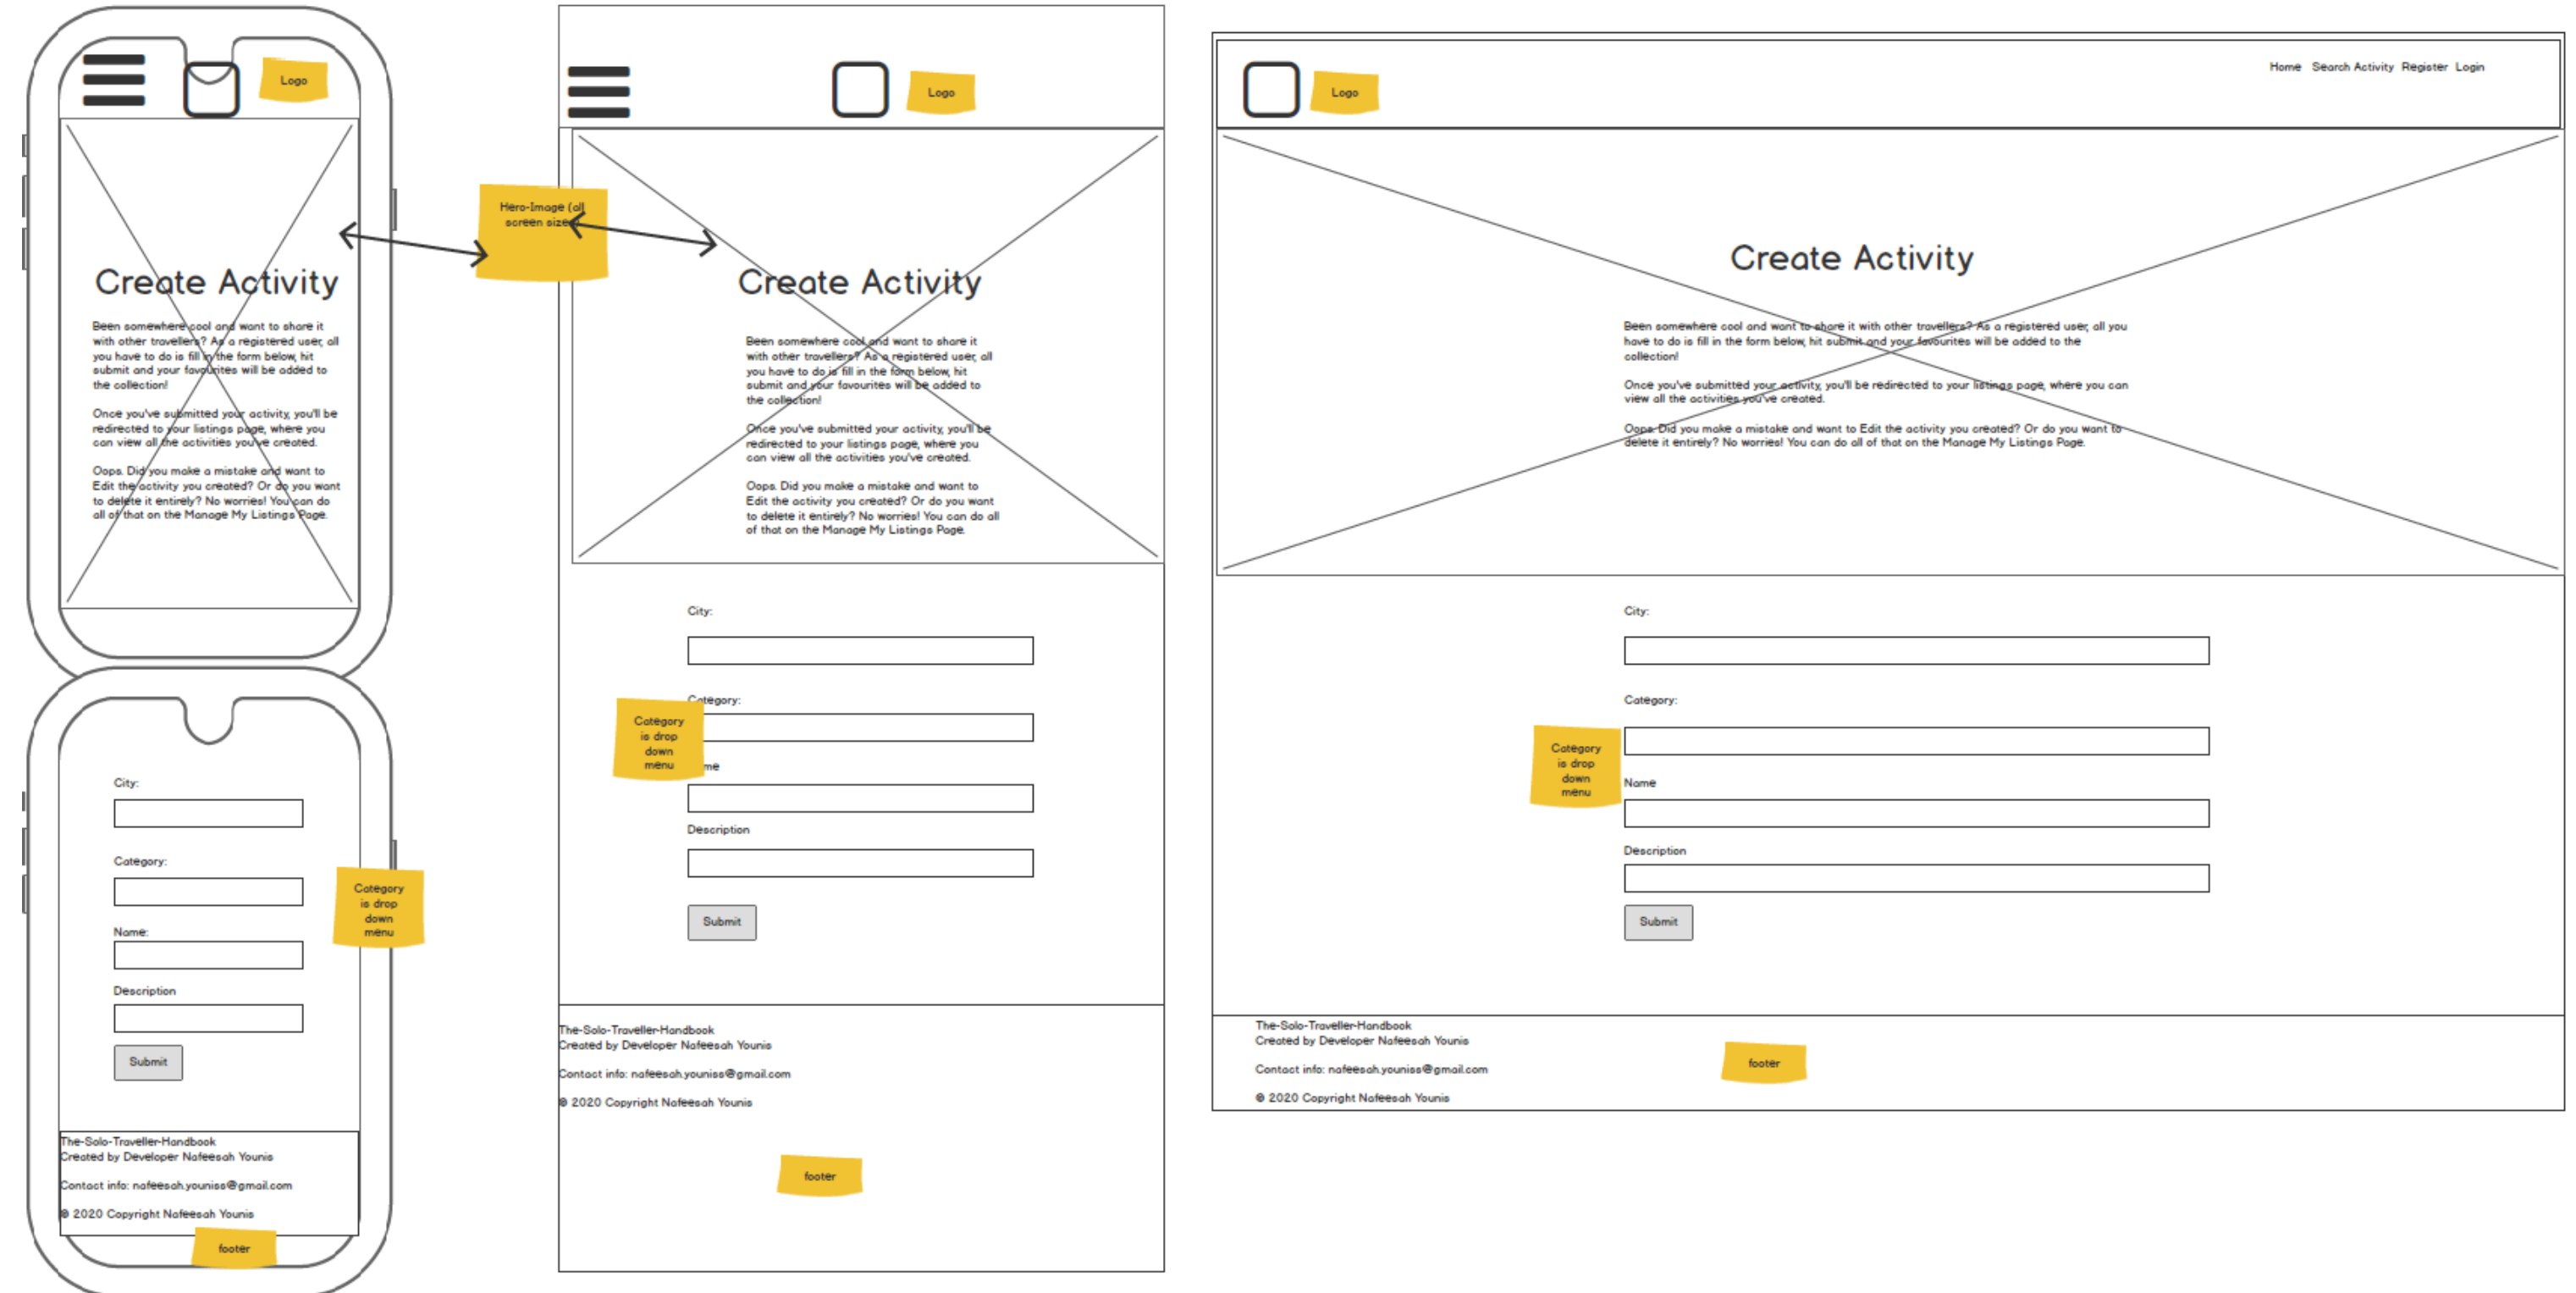 Logo
Create Activity
Been somewhere cool and want to share it
with other travellers? As a registered user, all
you have to do is fill in the form below, hit
submit and your favourites will be added to
the collection!
Once you've submitted your activity, you'll be
redirected to your listings page, where you
can view all the activities you've created.
Oops. Did you make a mistake and want to
Edit the activity you created? Or do you want
to delete it entirely? No worries! You can do
all of that on the Manage My Listings Page.
City:
Category:
Category
is drop
down
menu
Name:
Description
Submit
The-Solo-Traveller-Handbook
Created by Developer Nafeesah Younis
Contact info: nafeesah.youniss@gmail.com
© 2020 Copyright Nafeesah Younis
footer
Hero-Image (all
screen size
Logo
Create Activity
Been somewhere cool and want to share it
with other travellers? As a registered user, all
you have to do is fill in the form below, hit
submit and your favourites will be added to
the collection!
Once you've submitted your activity, you'll be
redirected to your listings page, where you
can view all the activities you've created.
Oops. Did you make a mistake and want to
Edit the activity you created? Or do you want
to delete it entirely? No worries! You can do all
of that on the Manage My Listings Page.
City:
Category:
Category
is drop
down
menu
me
Description
Submit
The-Solo-Traveller-Handbook
Created by Developer Nafeesah Younis
Contact info: nafeesah.youniss@gmail.com
© 2020 Copyright Nafeesah Younis
footer
Logo
Home Search Activity Register Login
Create Activity
Been somewhere cool and want to share it with other travellers? As a registered user, all you
have to do is fill in the form below, hit submit and your favourites will be added to the
collection!
Once you've submitted your activity, you'll be redirected to your listings page, where you can
view all the activities you've created.
Oops. Did you make a mistake and want to Edit the activity you created? Or do you want to
delete it entirely? No worries! You can do all of that on the Manage My Listings Page.
City:
Category:
Category
is drop
down
menu
Name
Description
Submit
The-Solo-Traveller-Handbook
Created by Developer Nafeesah Younis
Contact info: nafeesah.youniss@gmail.com
© 2020 Copyright Nafeesah Younis
footer